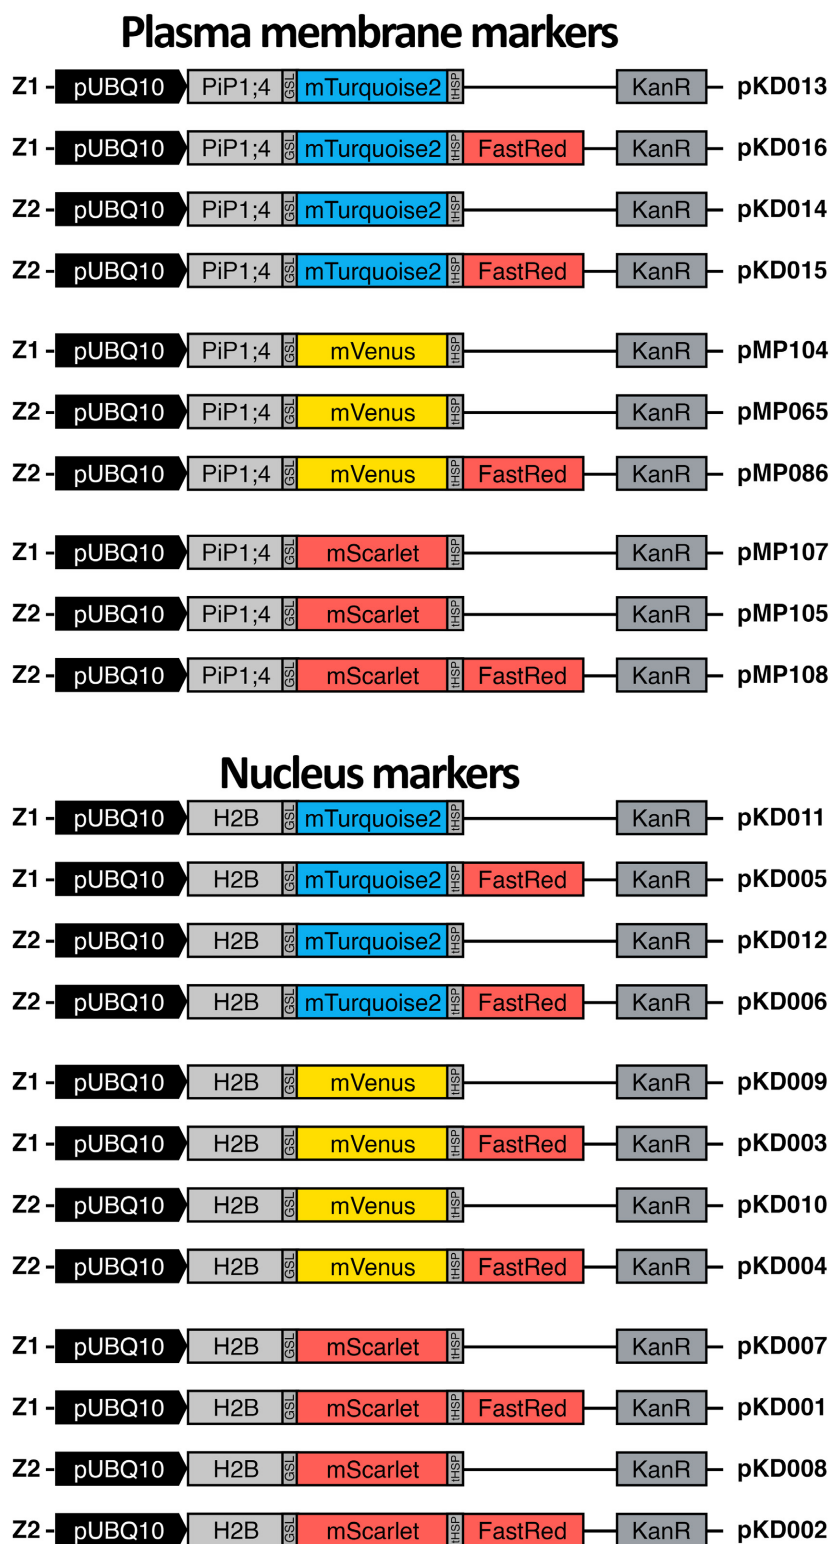 Plasma membrane markers
Z1 - pUBQ10 PiP1;4 GSL mTurquoise2 tHSP KanR pKD013
Z1 - pUBQ10 PiP1;4 GSL mTurquoise2 tHSP FastRed KanR pKD016
Z2 - pUBQ10 PiP1;4 GSL mTurquoise2 tHSP KanR pKD014
Z2 - pUBQ10 PiP1;4 GSL mTurquoise2 tHSP FastRed KanR pKD015
Z1 - pUBQ10 PiP1;4 GSL mVenus tHSP KanR pMP104
Z2 - pUBQ10 PiP1;4 GSL mVenus tHSP KanR pMP065
Z2 - pUBQ10 PiP1;4 GSL mVenus tHSP FastRed KanR pMP086
Z1 - pUBQ10 PiP1;4 GSL mScarlet tHSP KanR pMP107
Z2 - pUBQ10 PiP1;4 GSL mScarlet tHSP KanR pMP105
Z2 - pUBQ10 PiP1;4 GSL mScarlet tHSP FastRed KanR pMP108
Nucleus markers
Z1 - pUBQ10 H2B GSL mTurquoise2 tHSP KanR pKD011
Z1 - pUBQ10 H2B GSL mTurquoise2 tHSP FastRed KanR pKD005
Z2 - pUBQ10 H2B GSL mTurquoise2 tHSP KanR pKD012
Z2 - pUBQ10 H2B GSL mTurquoise2 tHSP FastRed KanR pKD006
Z1 - pUBQ10 H2B GSL mVenus tHSP KanR pKD009
Z1 - pUBQ10 H2B GSL mVenus tHSP FastRed KanR pKD003
Z2 - pUBQ10 H2B GSL mVenus tHSP KanR pKD010
Z2 - pUBQ10 H2B GSL mVenus tHSP FastRed KanR pKD004
Z1 - pUBQ10 H2B GSL mScarlet tHSP KanR pKD007
Z1 - pUBQ10 H2B GSL mScarlet tHSP FastRed KanR pKD001
Z2 - pUBQ10 H2B GSL mScarlet tHSP KanR pKD008
Z2 - pUBQ10 H2B GSL mScarlet tHSP FastRed KanR pKD002